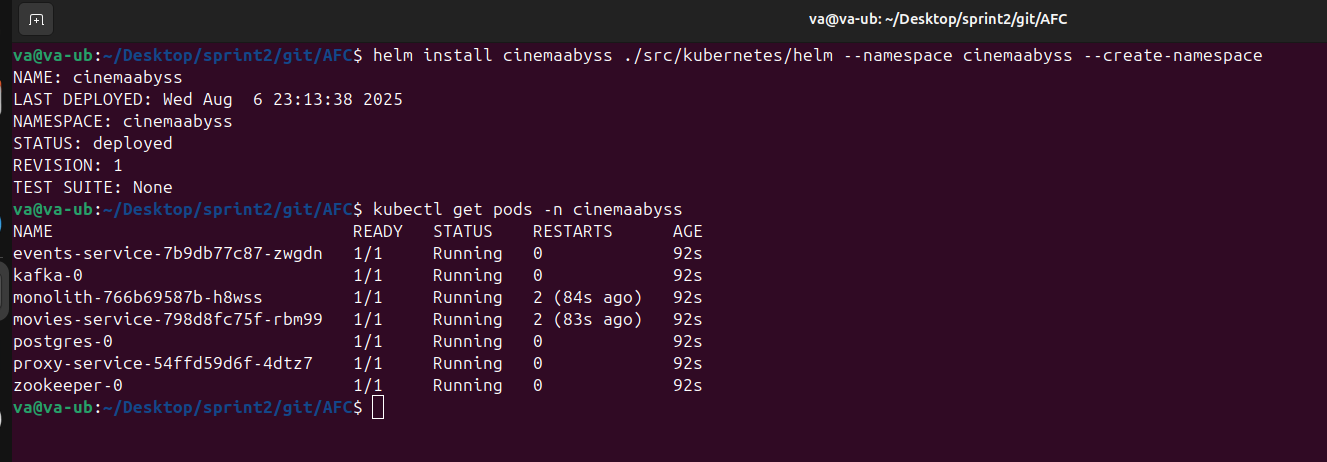 va@va-ub: ~/Desktop/sprint2/git/AFC
va@va-ub:~/Desktop/sprint2/git/AFC$ helm install cinemaabyss ./src/kubernetes/helm --namespace cinemaabyss --create-namespace
NAME: cinemaabyss
LAST DEPLOYED: Wed Aug  6 23:13:38 2025
NAMESPACE: cinemaabyss
STATUS: deployed
REVISION: 1
TEST SUITE: None
va@va-ub:~/Desktop/sprint2/git/AFC$ kubectl get pods -n cinemaabyss
NAME                              READY   STATUS    RESTARTS      AGE
events-service-7b9db77c87-zwgdn   1/1     Running   0             92s
kafka-0                           1/1     Running   0             92s
monolith-766b69587b-h8wss         1/1     Running   2 (84s ago)   92s
movies-service-798d8fc75f-rbm99   1/1     Running   2 (83s ago)   92s
postgres-0                        1/1     Running   0             92s
proxy-service-54ffd59d6f-4dtz7    1/1     Running   0             92s
zookeeper-0                       1/1     Running   0             92s
va@va-ub:~/Desktop/sprint2/git/AFC$